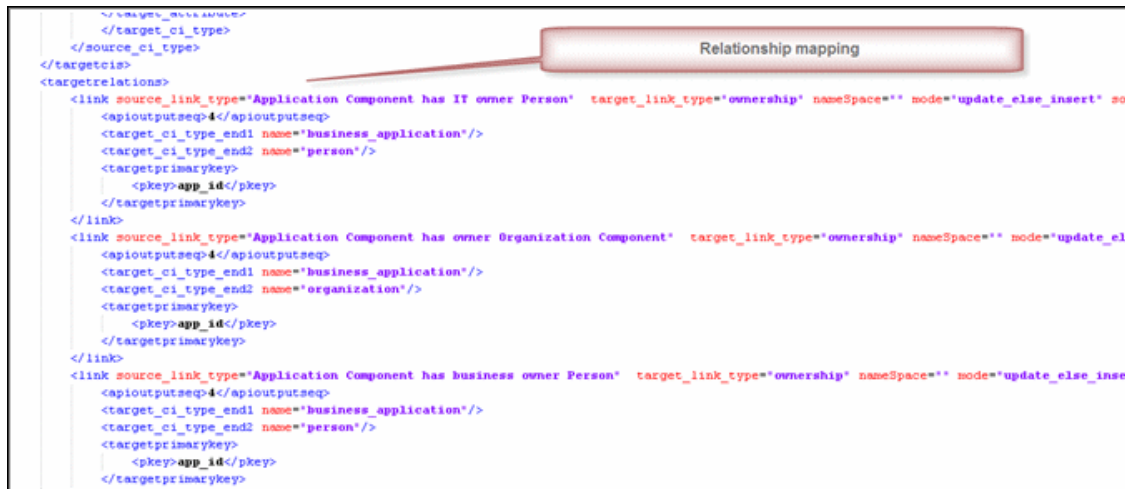 </target_attribute>
</target_ci_type>
</source_ci_type>
Relationship mapping
</targetcis>
<targetrelations>
<link source_link_type="Application Component has IT owner Person" target_link_type="ownership" nameSpace="" mode="update_else_insert" so
<apioutputseq>4</apioutputseq>
<target_ci_type_end1 name="business_application"/>
<target_ci_type_end2 name="person"/>
<targetprimarykey>
<pkey>app_id</pkey>
</targetprimarykey>
</link>
<link source_link_type="Application Component has owner Organization Component" target_link_type="ownership" nameSpace="" mode="update_el
<apioutputseq>4</apioutputseq>
<target_ci_type_end1 name="business_application"/>
<target_ci_type_end2 name="organization"/>
<targetprimarykey>
<pkey>app_id</pkey>
</targetprimarykey>
</link>
<link source_link_type="Application Component has business owner Person" target_link_type="ownership" nameSpace="" mode="update_else_inse
<apioutputseq>4</apioutputseq>
<target_ci_type_end1 name="business_application"/>
<target_ci_type_end2 name="person"/>
<targetprimarykey>
<pkey>app_id</pkey>
</targetprimarykey>